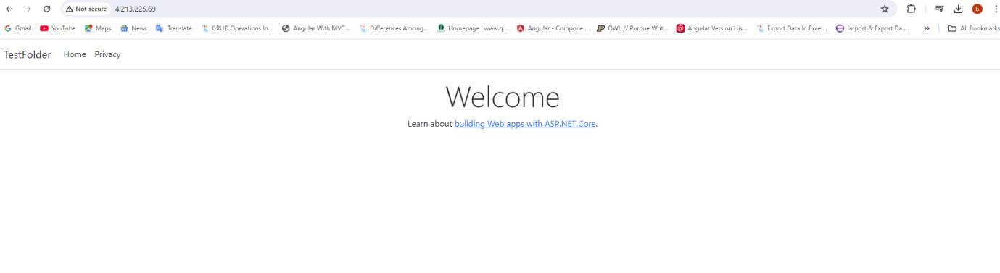 Not secure 4.213.225.69
Gmail YouTube Maps News Translate CRUD Operations In... Angular With MVC... Differences Among... Homepage | www.q... Angular - Compone... OWL // Purdue Writ... Angular Version His... Export Data In Excel... Import & Export Da... » All Bookmarks
TestFolder Home Privacy
Welcome
Learn about building Web apps with ASP.NET Core.